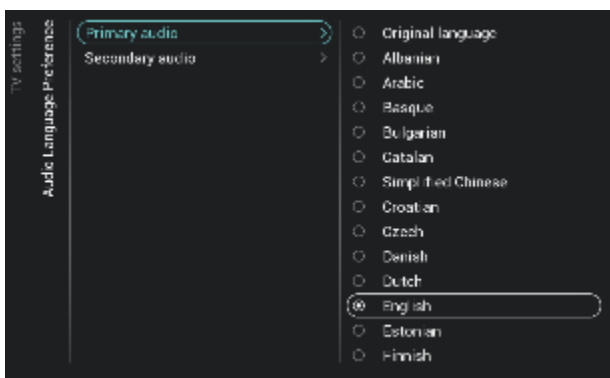 TV settings
Audio Language Preference
Primary audio
Secondary audio
Original language
Albanian
Arabic
Basque
Bulgarian
Catalan
Simplified Chinese
Croatian
Czech
Danish
Dutch
English
Estonian
Finnish